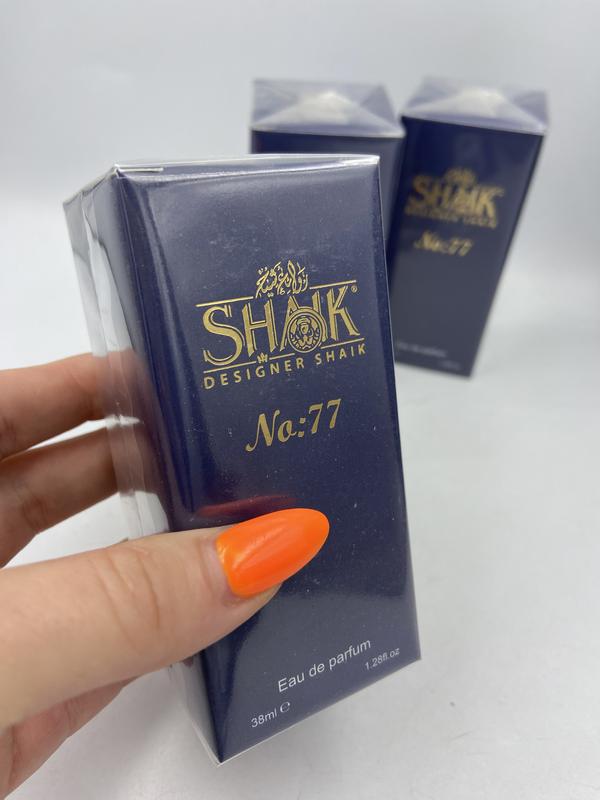 SHAIK®
DESIGNER SHAIK
No:77
Eau de parfum
38ml ℮
1.28fl.oz
SHAIK
DESIGNER SHAIK
No:77